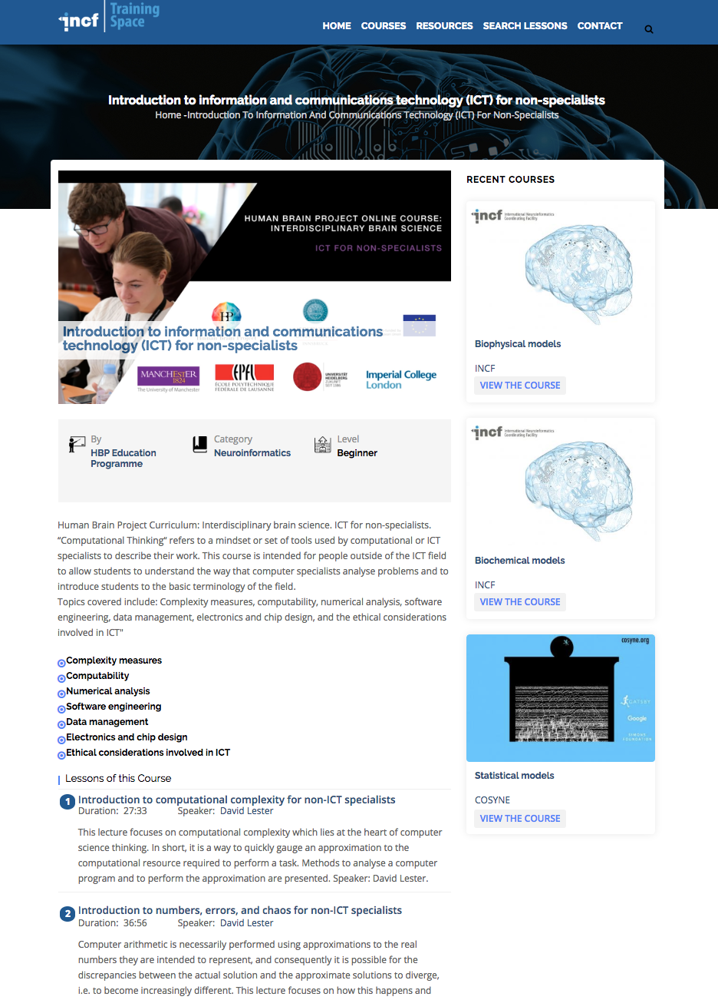 incf Training
Space
HOME COURSES RESOURCES SEARCH LESSONS CONTACT
Introduction to information and communications technology (ICT) for non-specialists
Home -Introduction To Information And Communications Technology (ICT) For Non-Specialists
HUMAN BRAIN PROJECT ONLINE COURSE:
INTERDISCIPLINARY BRAIN SCIENCE
ICT FOR NON-SPECIALISTS
HP
Introduction to information and communications
technology (ICT) for non-specialists
MANCHESTER
1824
The University of Manchester
EPFL
ECOLE POLYTECHNIQUE
FÉDÉRALE DE LAUSANNE
UNIVERSITÄT
HEIDELBERG
ZUKUNFT
SEIT 1386
Imperial College
London
By
HBP Education
Programme
Category
Neuroinformatics
Level
Beginner
Human Brain Project Curriculum: Interdisciplinary brain science. ICT for non-specialists.
“Computational Thinking” refers to a mindset or set of tools used by computational or ICT
specialists to describe their work. This course is intended for people outside of the ICT field
to allow students to understand the way that computer specialists analyse problems and to
introduce students to the basic terminology of the field.
Topics covered include: Complexity measures, computability, numerical analysis, software
engineering, data management, electronics and chip design, and the ethical considerations
involved in ICT"
Complexity measures
Computability
Numerical analysis
Software engineering
Data management
Electronics and chip design
Ethical considerations involved in ICT
Lessons of this Course
1 Introduction to computational complexity for non-ICT specialists
Duration: 27:33 Speaker: David Lester
This lecture focuses on computational complexity which lies at the heart of computer
science thinking. In short, it is a way to quickly gauge an approximation to the
computational resource required to perform a task. Methods to analyse a computer
program and to perform the approximation are presented. Speaker: David Lester.
2 Introduction to numbers, errors, and chaos for non-ICT specialists
Duration: 36:56 Speaker: David Lester
Computer arithmetic is necessarily performed using approximations to the real
numbers they are intended to represent, and consequently it is possible for the
discrepancies between the actual solution and the approximate solutions to diverge,
i.e. to become increasingly different. This lecture focuses on how this happens and
RECENT COURSES
incf International Neuroinformatics
Coordinating Facility
Biophysical models
INCF
VIEW THE COURSE
incf International Neuroinformatics
Coordinating Facility
Biochemical models
INCF
VIEW THE COURSE
cosyne.org
GATSBY
Google
SIMONS
FOUNDATION
Statistical models
COSYNE
VIEW THE COURSE